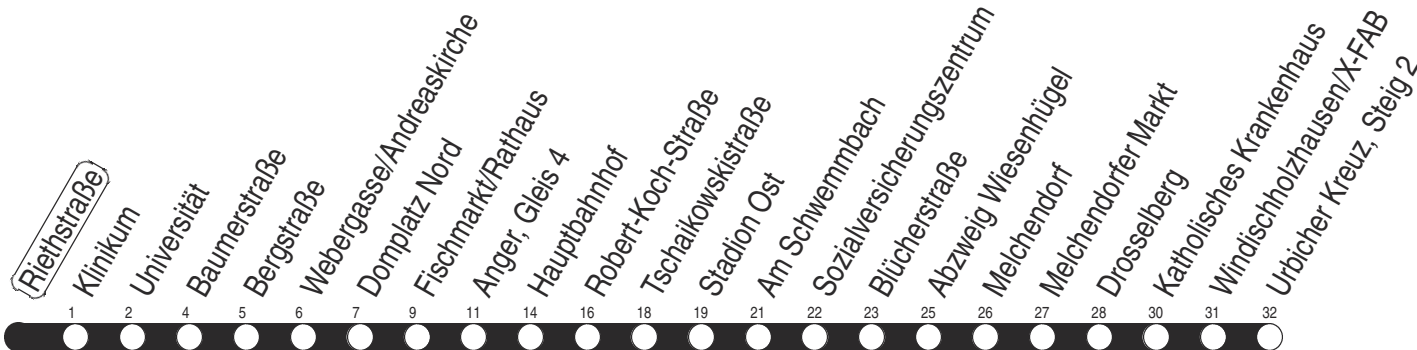 Riethstraße
Klinikum
Universität
Baumerstraße
Bergstraße
Webergasse/Andreaskirche
Domplatz Nord
Fischmarkt/Rathaus
Anger, Gleis 4
Hauptbahnhof
Robert-Koch-Straße
Tschaikowskistraße
Stadion Ost
Am Schwemmbach
Sozialversicherungszentrum
Blücherstraße
Abzweig Wiesenhügel
Melchendorf
Melchendorfer Markt
Drosselberg
Katholisches Krankenhaus
Windischholzhausen/X-FAB
Urbicher Kreuz, Steig 2
1 2 4 5 6 7 9 11 14 16 18 19 21 22 23 25 26 27 28 30 31 32